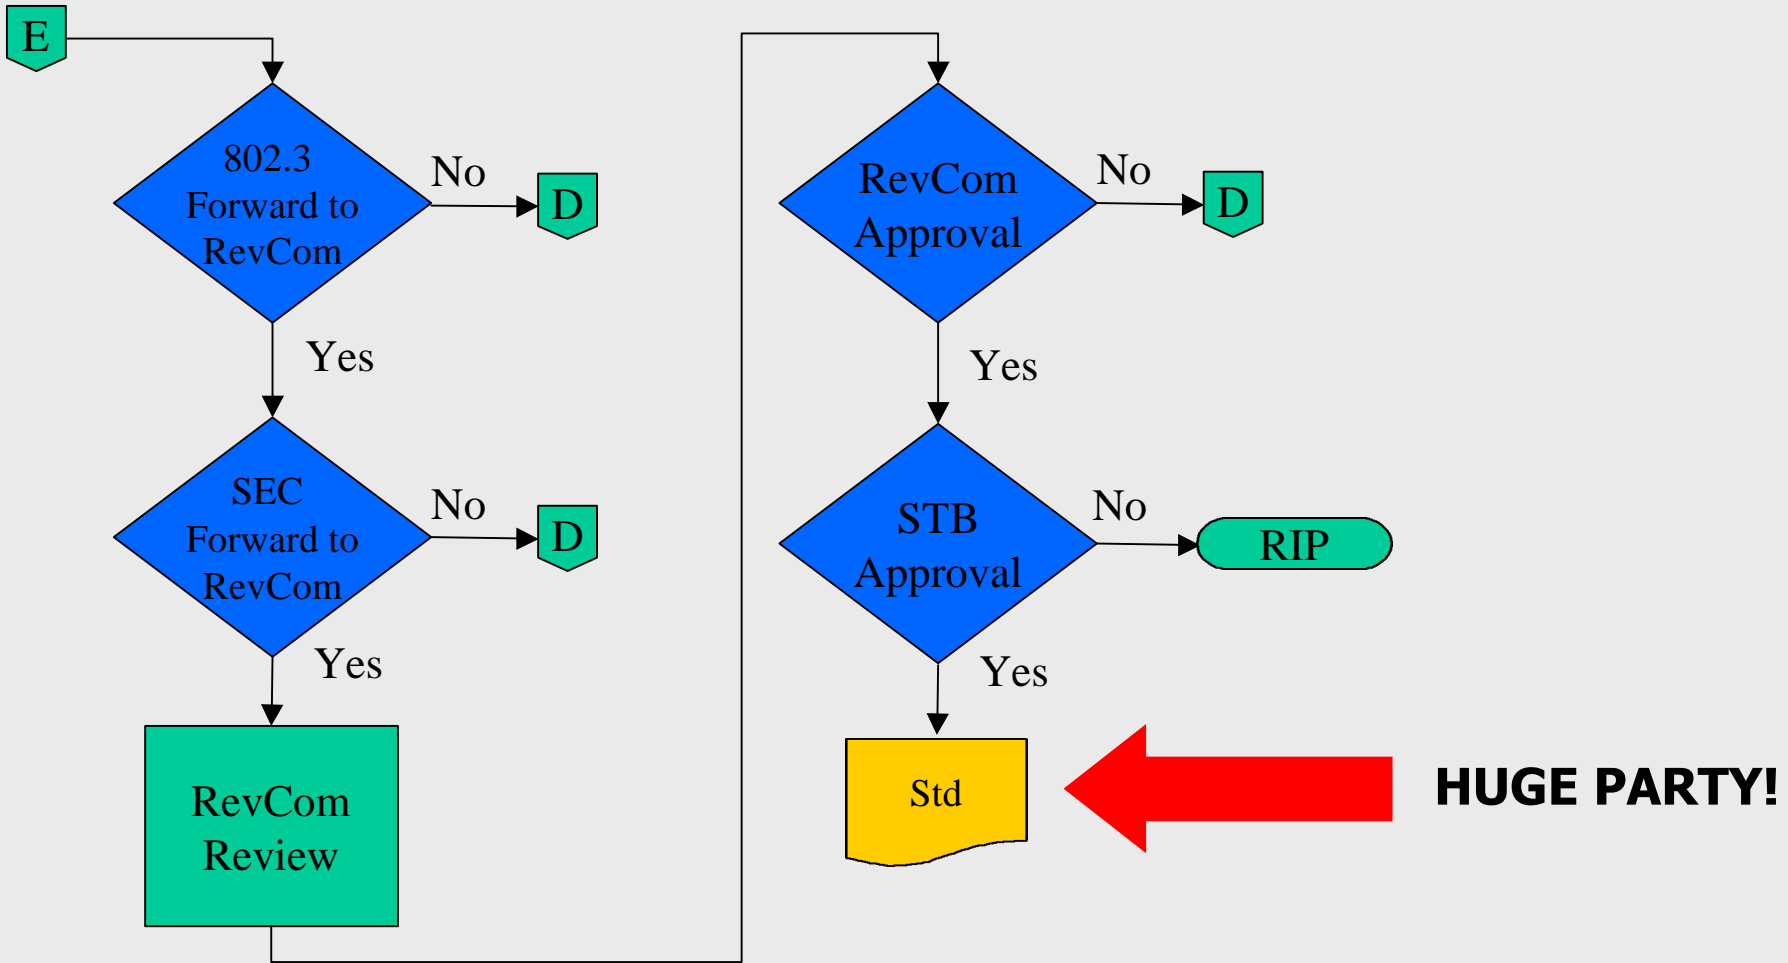 E
802.3
Forward to
RevCom
No
D
Yes
SEC
Forward to
RevCom
No
D
Yes
RevCom
Review
RevCom
Approval
No
D
Yes
STB
Approval
No
RIP
Yes
Std
HUGE PARTY!